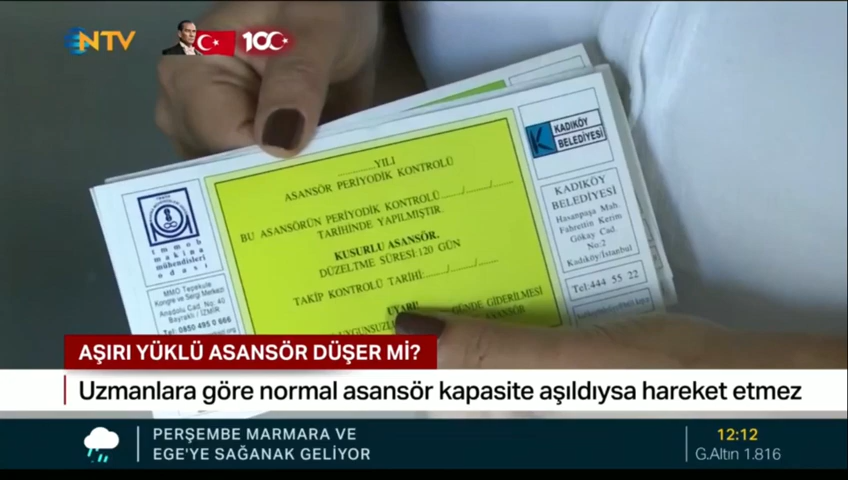 NTV
100
YILI
ASANSÖR PERİYODİK KONTROLÜ
BU ASANSÖRÜN PERİYODİK KONTROLÜ ...../...../.....
TARİHİNDE YAPILMIŞTIR.
KUSURLU ASANSÖR.
DÜZELTME SÜRESİ:120 GÜN
TAKİP KONTROLÜ TARİHİ:...../...../.....
UYARI!
GÜNDE GİDERİLMESİ
ASANSÖR
tmmob
makina
mühendisleri
odası
MMO Tepekule
Kongre ve Sergi Merkezi
Anadolu Cad. No: 40
Bayraklı / İZMİR
Tel: 0850 495 0 666
KADIKÖY
BELEDİYESİ
KADIKÖY
BELEDİYESİ
Hasanpaşa Mah.
Fahrettin Kerim
Gökay Cad.
No:2
Kadıköy/İstanbul
Tel:444 55 22
AŞIRI YÜKLÜ ASANSÖR DÜŞER Mİ?
Uzmanlara göre normal asansör kapasite aşıldıysa hareket etmez
PERŞEMBE MARMARA VE
EGE'YE SAĞANAK GELİYOR
12:12
G.Altın 1.816